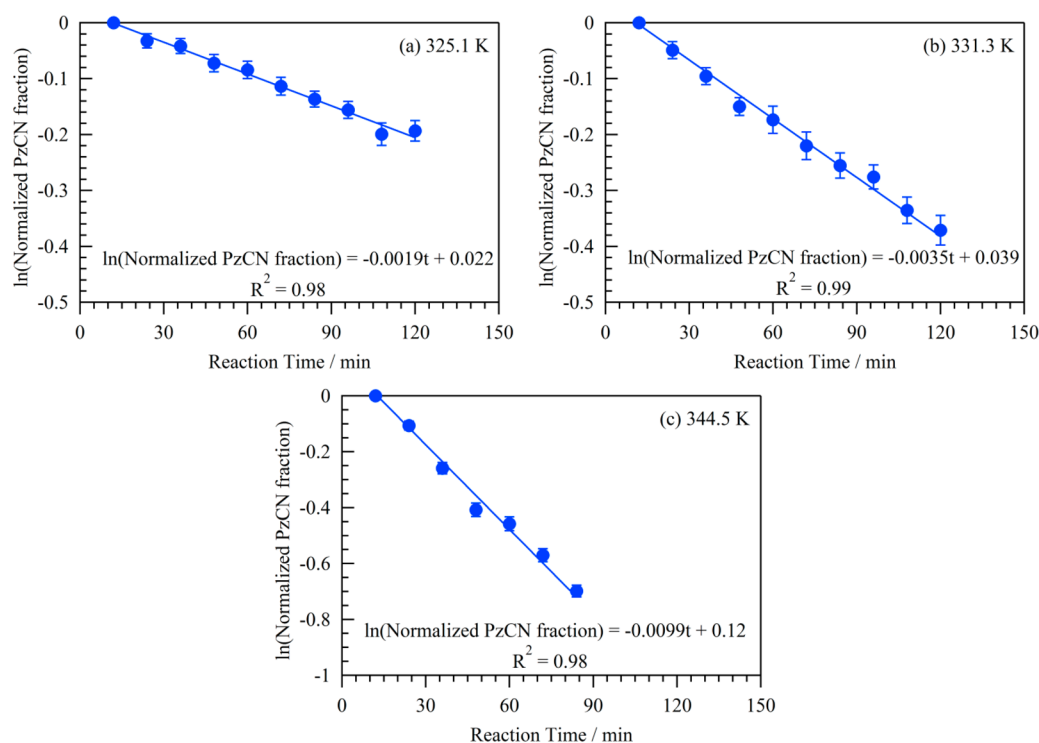 (a) 325.1 K
ln(Normalized PzCN fraction)
0
-0.1
-0.2
-0.3
-0.4
-0.5
ln(Normalized PzCN fraction) = -0.0019t + 0.022
R² = 0.98
0 30 60 90 120 150
Reaction Time / min
(b) 331.3 K
ln(Normalized PzCN fraction)
0
-0.1
-0.2
-0.3
-0.4
-0.5
ln(Normalized PzCN fraction) = -0.0035t + 0.039
R² = 0.99
0 30 60 90 120 150
Reaction Time / min
(c) 344.5 K
ln(Normalized PzCN fraction)
0
-0.2
-0.4
-0.6
-0.8
-1
ln(Normalized PzCN fraction) = -0.0099t + 0.12
R² = 0.98
0 30 60 90 120 150
Reaction Time / min